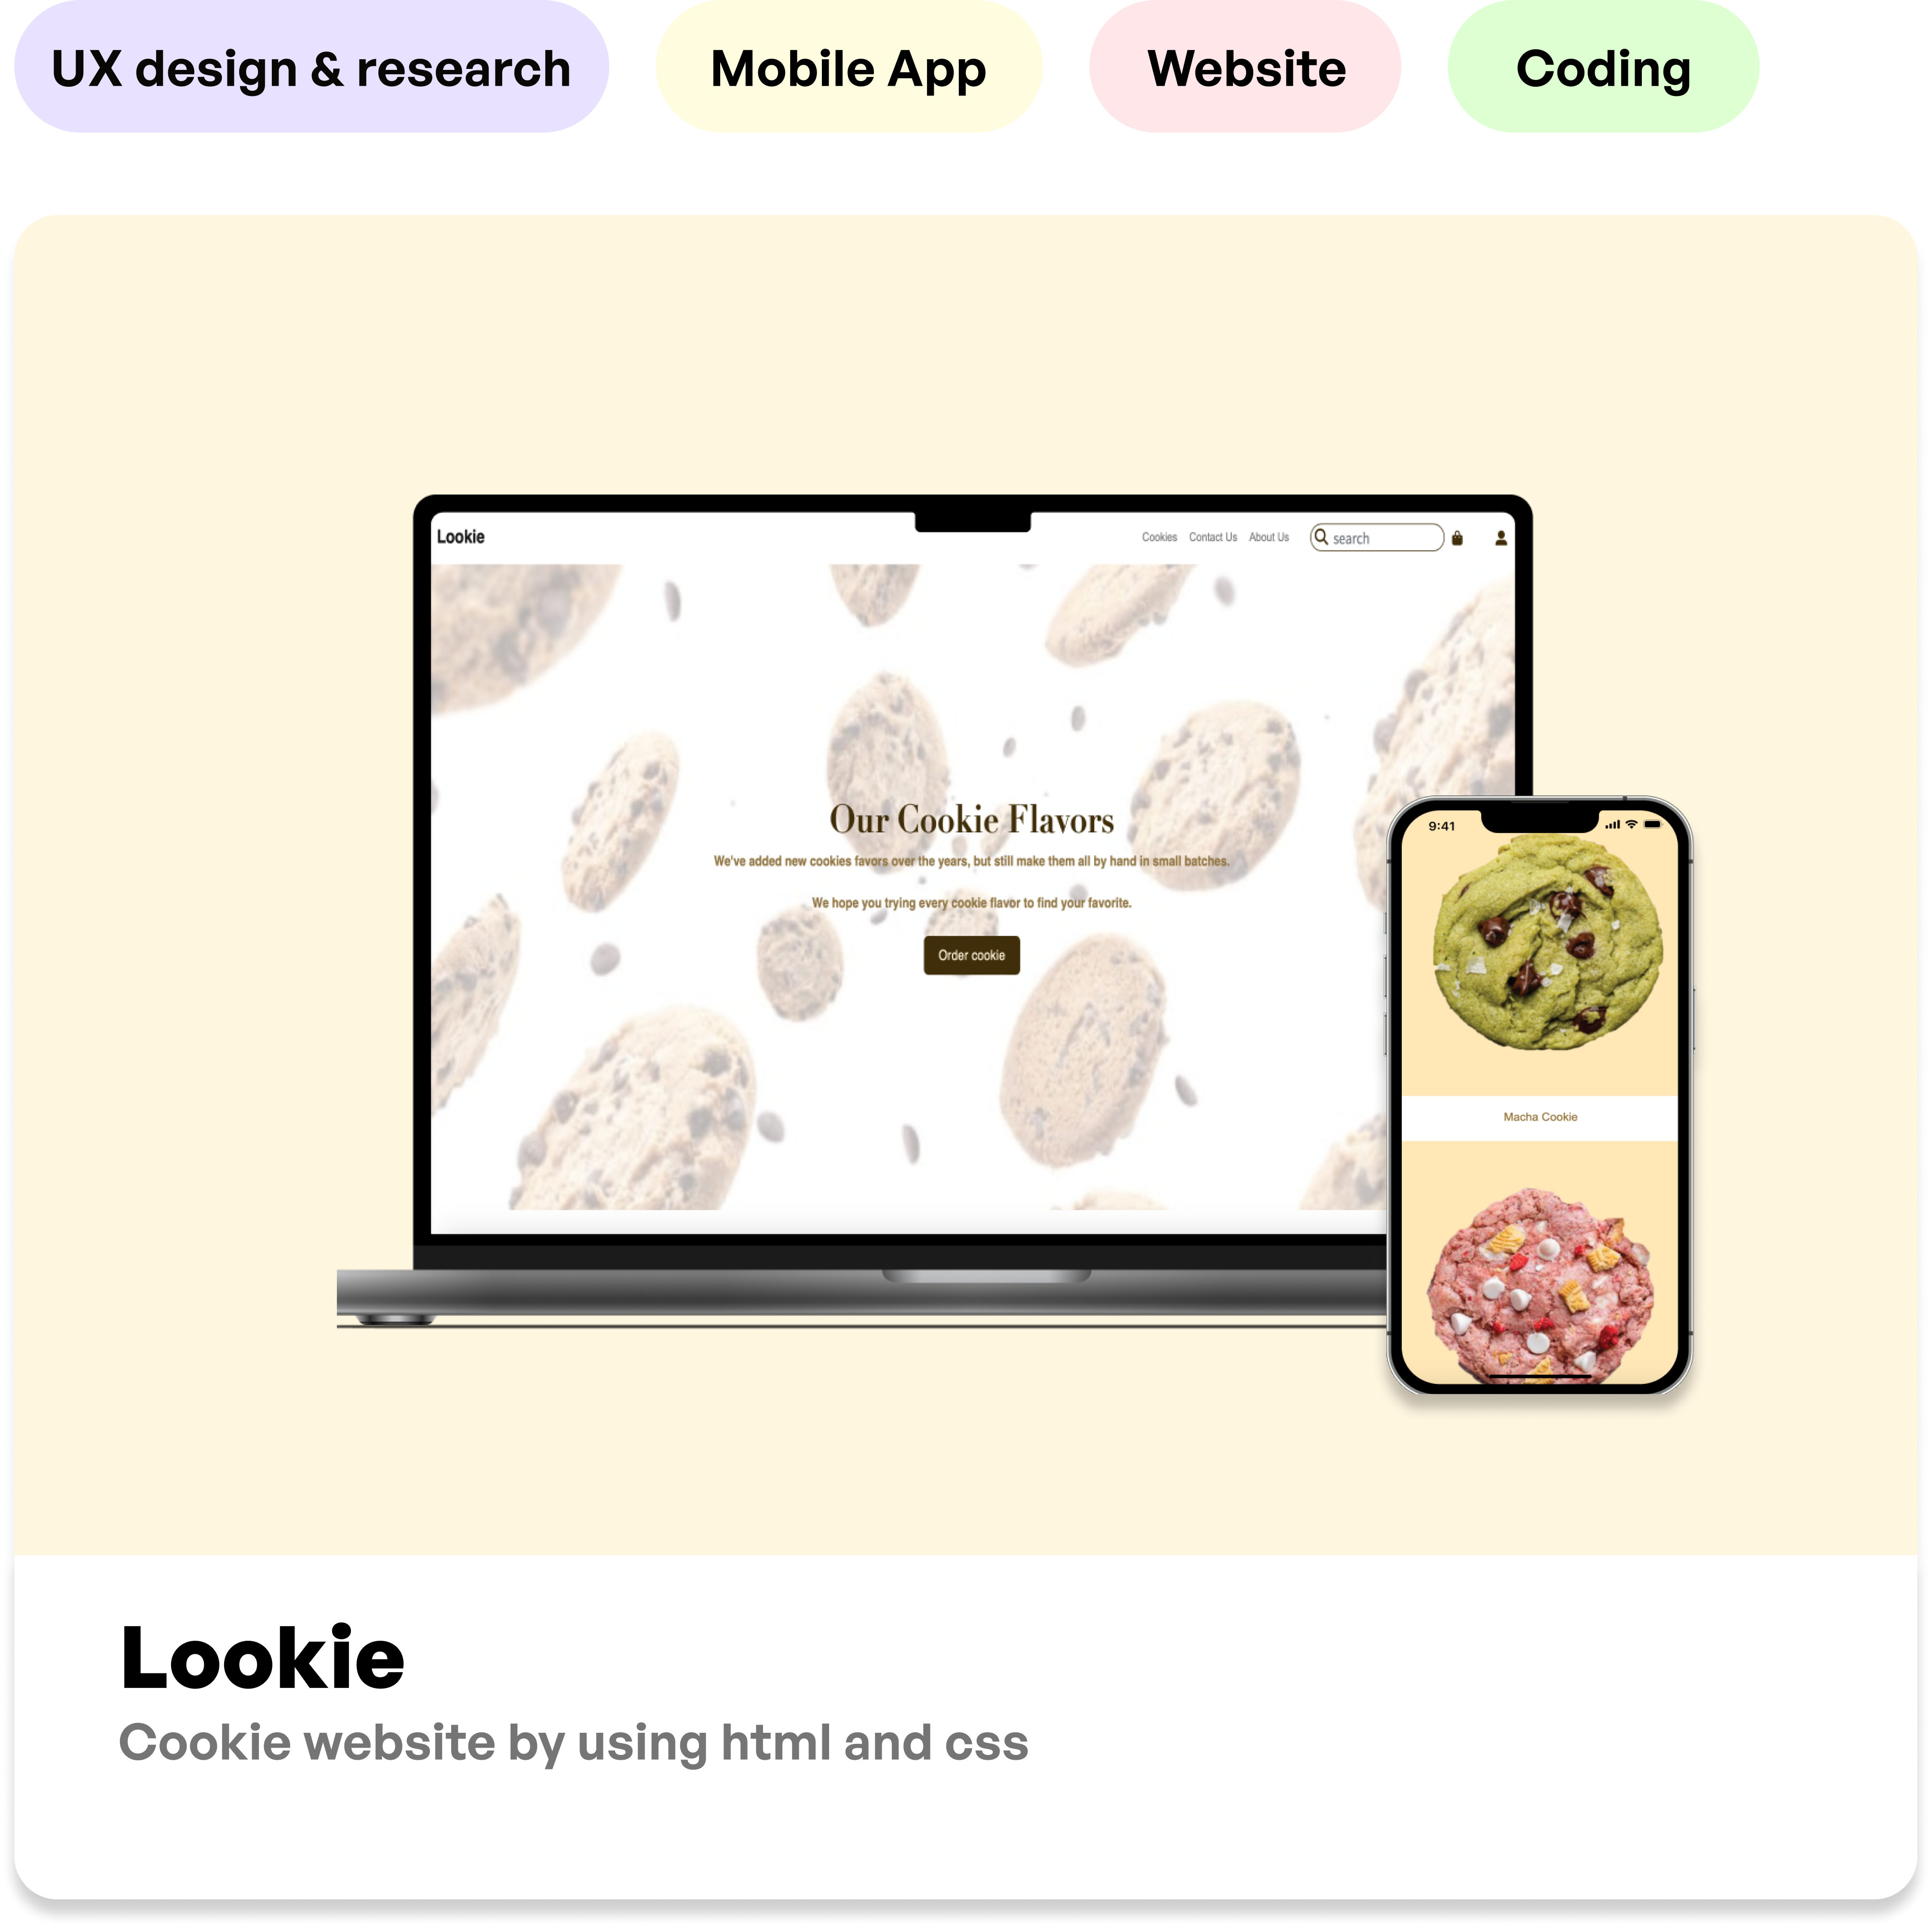 UX design & research
Mobile App
Website
Coding
Lookie
Cookies
Contact Us
About Us
search
Our Cookie Flavors
We've added new cookies favors over the years, but still make them all by hand in small batches.
We hope you trying every cookie flavor to find your favorite.
Order cookie
9:41
Macha Cookie
Lookie
Cookie website by using html and css